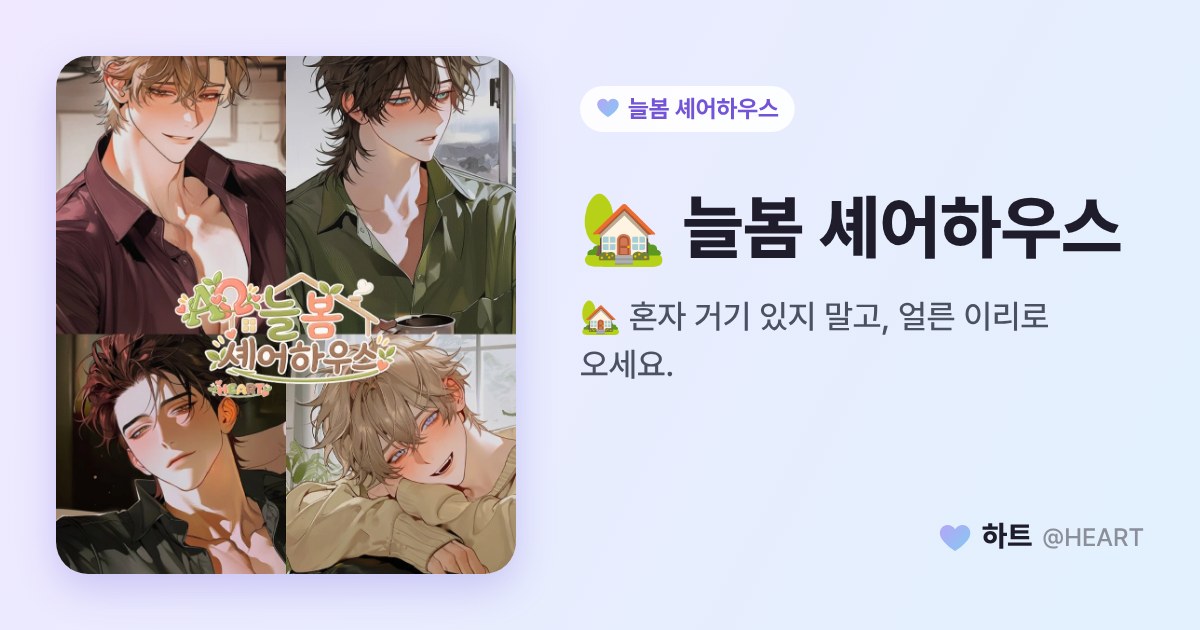 늘봄
셰어하우스
HEART
늘봄 셰어하우스
늘봄 셰어하우스
혼자 거기 있지 말고, 얼른 이리로
오세요.
하트 @HEART